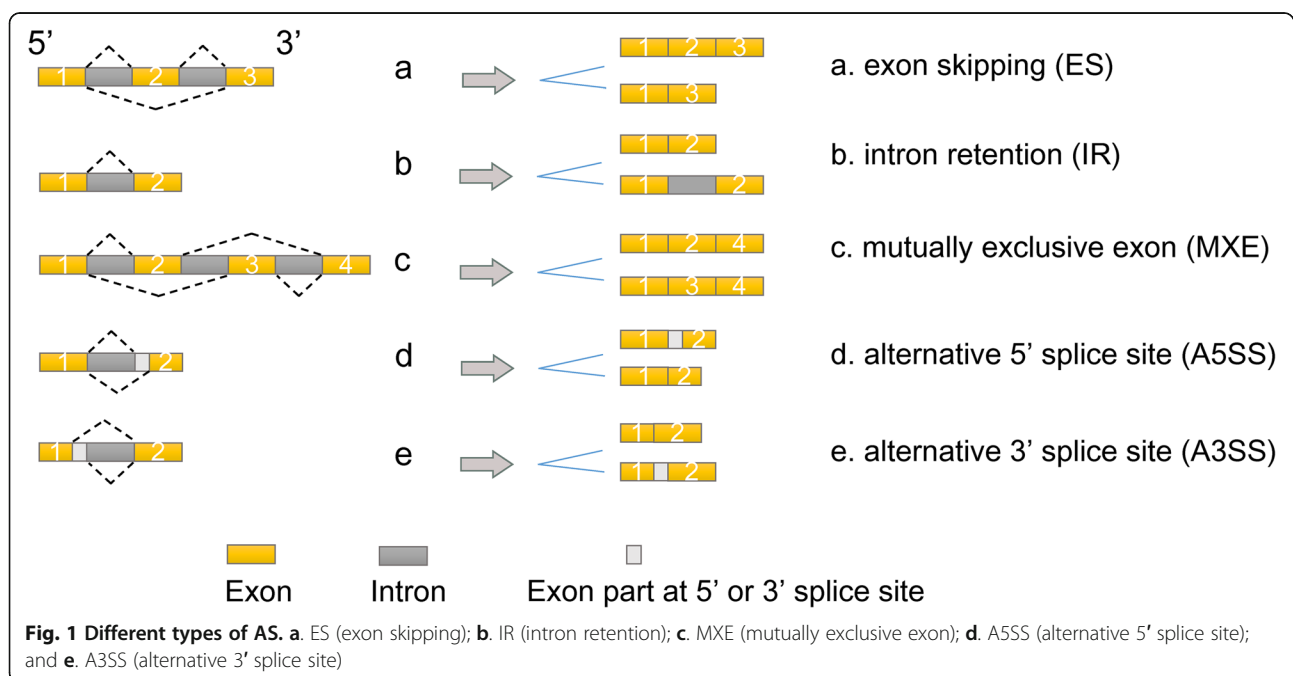 5’ 3’
1 2 3 a 1 2 3 a. exon skipping (ES)
1 3
1 2 b 1 2 b. intron retention (IR)
1 2
1 2 3 4 c 1 2 4 c. mutually exclusive exon (MXE)
1 3 4
1 2 d 1 2 d. alternative 5’ splice site (A5SS)
1 2
1 2 e 1 2 e. alternative 3’ splice site (A3SS)
1 2
Exon Intron Exon part at 5’ or 3’ splice site
Fig. 1 Different types of AS. a. ES (exon skipping); b. IR (intron retention); c. MXE (mutually exclusive exon); d. A5SS (alternative 5′ splice site);
and e. A3SS (alternative 3′ splice site)